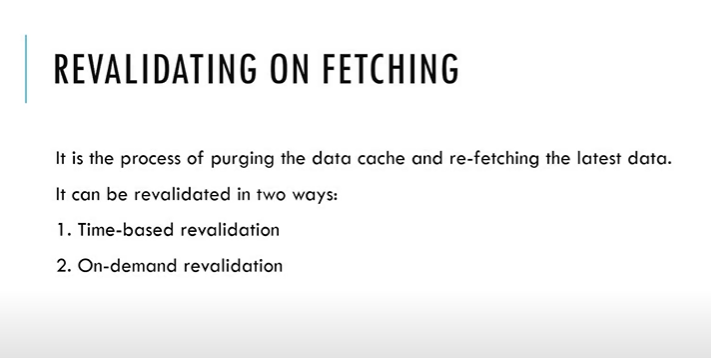 REVALIDATING ON FETCHING
It is the process of purging the data cache and re-fetching the latest data.
It can be revalidated in two ways:
1. Time-based revalidation
2. On-demand revalidation